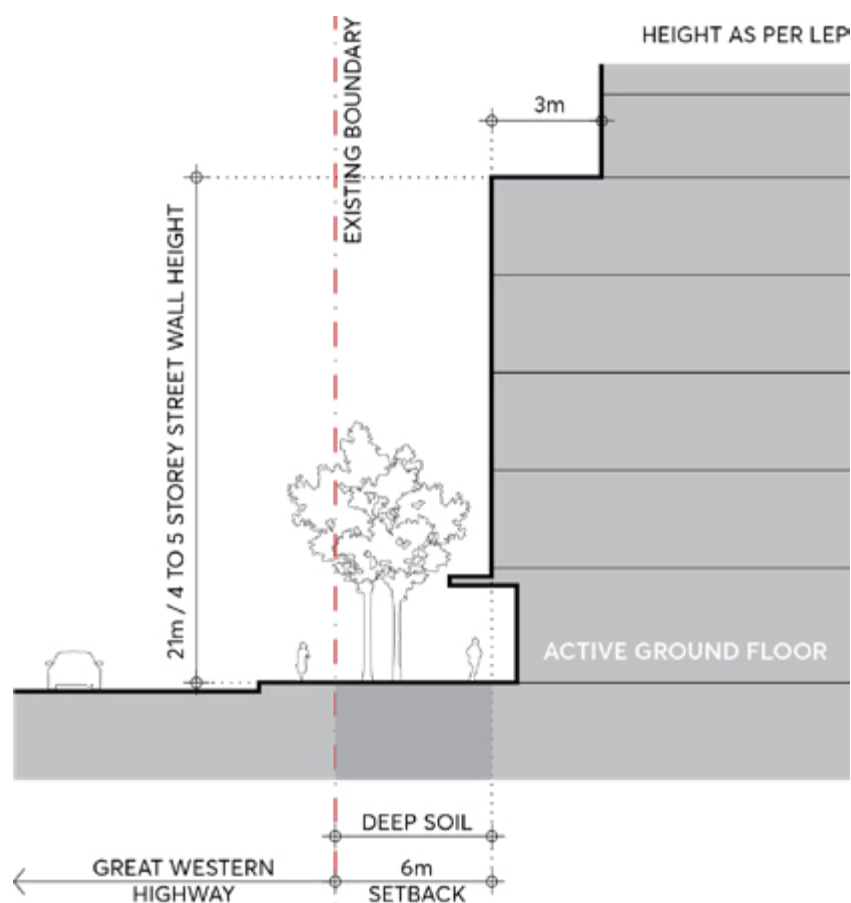 HEIGHT AS PER LEP
3m
EXISTING BOUNDARY
21m / 4 TO 5 STOREY STREET WALL HEIGHT
ACTIVE GROUND FLOOR
DEEP SOIL
GREAT WESTERN
HIGHWAY
6m
SETBACK